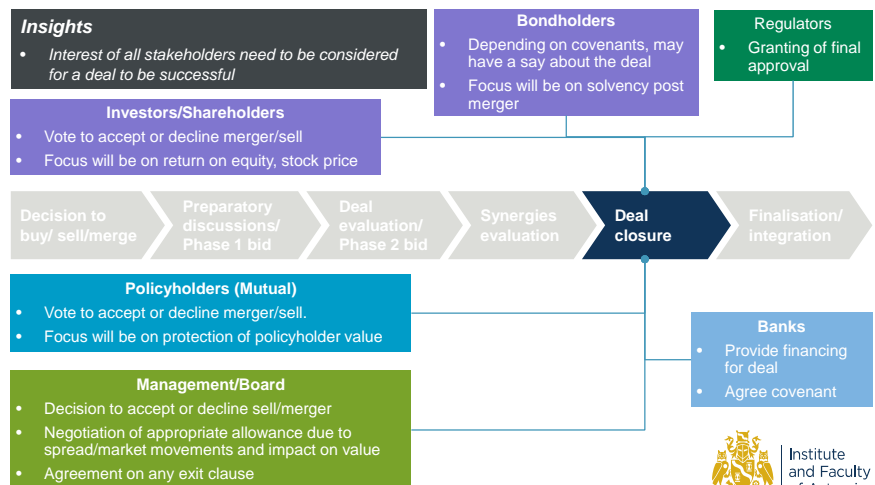 Insights
• Interest of all stakeholders need to be considered
for a deal to be successful
Bondholders
• Depending on covenants, may
have a say about the deal
• Focus will be on solvency post
merger
Regulators
• Granting of final
approval
Investors/Shareholders
• Vote to accept or decline merger/sell
• Focus will be on return on equity, stock price
Decision to
buy/ sell/merge
Preparatory
discussions/
Phase 1 bid
Deal
evaluation/
Phase 2 bid
Synergies
evaluation
Deal
closure
Finalisation/
integration
Policyholders (Mutual)
• Vote to accept or decline merger/sell.
• Focus will be on protection of policyholder value
Banks
• Provide financing
for deal
• Agree covenant
Management/Board
• Decision to accept or decline sell/merger
• Negotiation of appropriate allowance due to
spread/market movements and impact on value
• Agreement on any exit clause
Institute
and Faculty